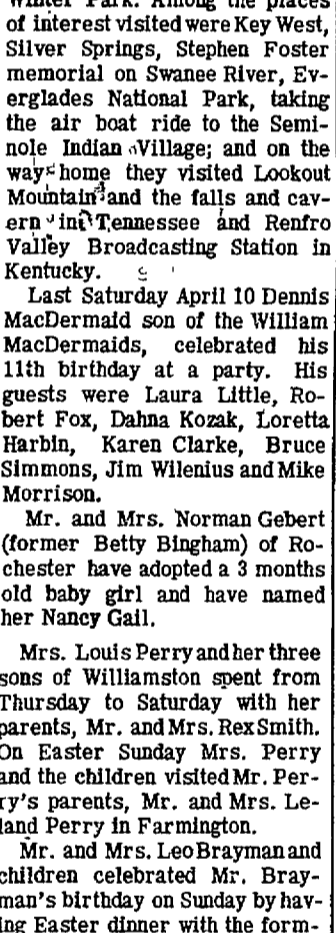 Winter Park. Among the places
of interest visited were Key West,
Silver Springs, Stephen Foster
memorial on Swanee River, Ev-
erglades National Park, taking
the air boat ride to the Semi-
nole Indian Village; and on the
way home they visited Lookout
Mountain and the falls and cav-
ern in Tennessee and Renfro
Valley Broadcasting Station in
Kentucky.
Last Saturday April 10 Dennis
MacDermaid son of the William
MacDermaids, celebrated his
11th birthday at a party. His
guests were Laura Little, Ro-
bert Fox, Dahna Kozak, Loretta
Harbin, Karen Clarke, Bruce
Simmons, Jim Wilenius and Mike
Morrison.
Mr. and Mrs. Norman Gebert
(former Betty Bingham) of Ro-
chester have adopted a 3 months
old baby girl and have named
her Nancy Gail.
Mrs. Louis Perry and her three
sons of Williamston spent from
Thursday to Saturday with her
parents, Mr. and Mrs. Rex Smith.
On Easter Sunday Mrs. Perry
and the children visited Mr. Per-
ry's parents, Mr. and Mrs. Le-
land Perry in Farmington.
Mr. and Mrs. Leo Brayman and
children celebrated Mr. Bray-
man's birthday on Sunday by hav-
ing Easter dinner with the form-